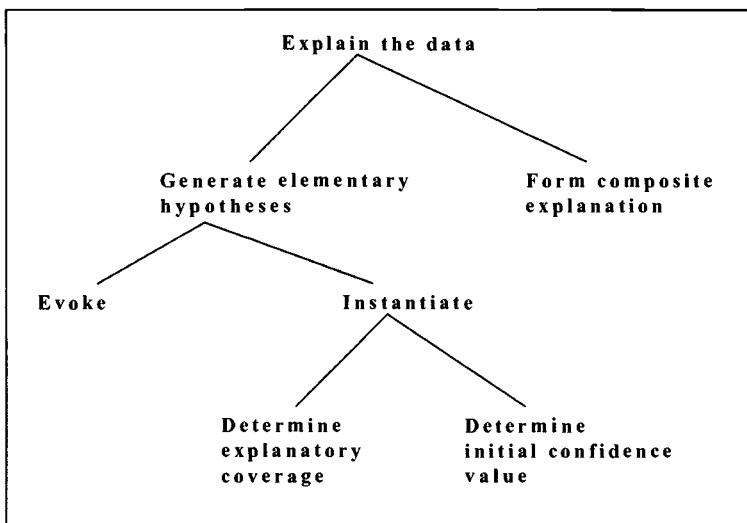 Explain the data
Generate elementary
hypotheses
Form composite
explanation
Evoke
Instantiate
Determine
explanatory
coverage
Determine
initial confidence
value